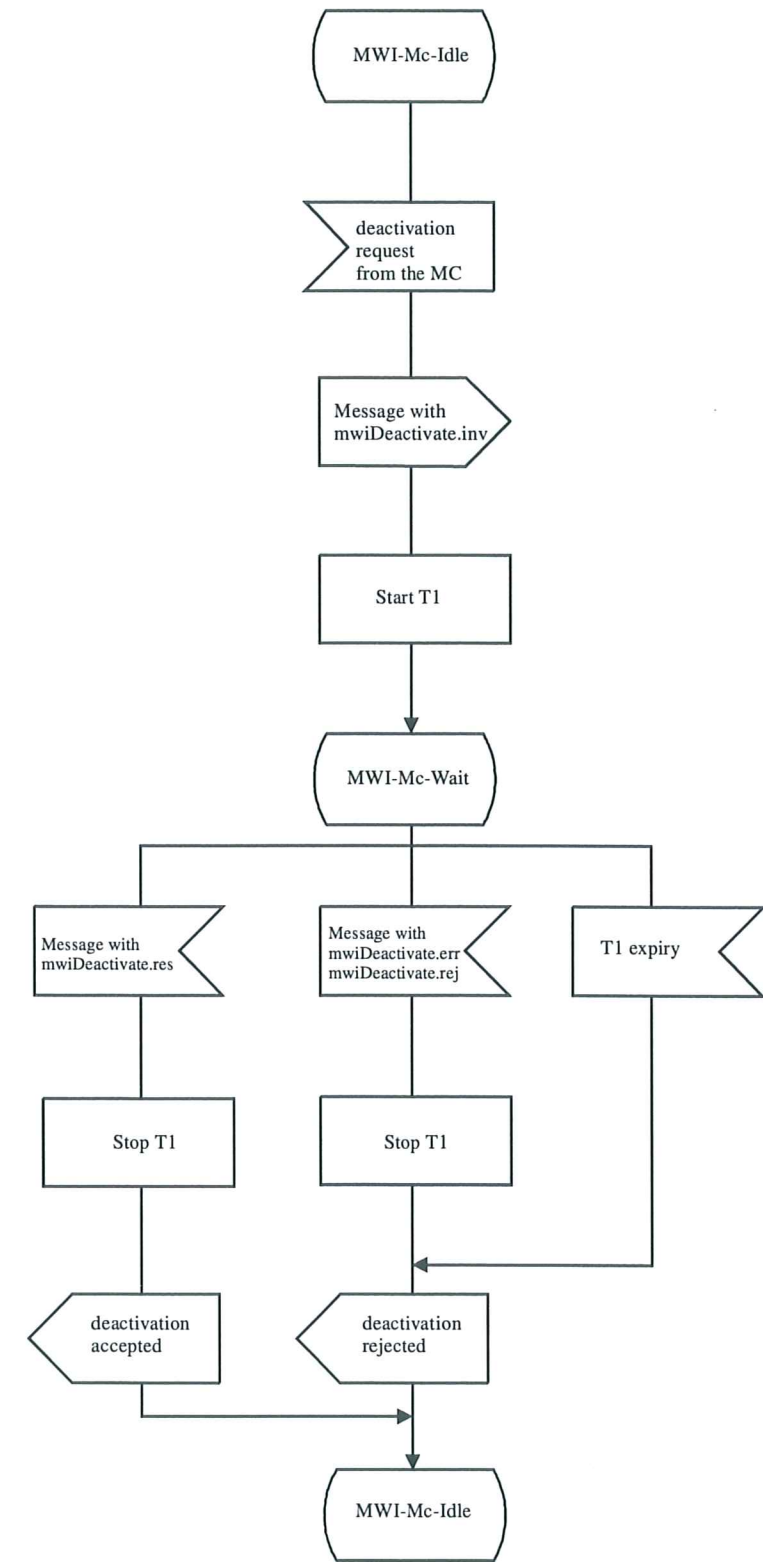 MWI-Mc-Idle
deactivation
request
from the MC
Message with
mwiDeactivate.inv
Start T1
MWI-Mc-Wait
Message with
mwiDeactivate.res
Message with
mwiDeactivate.err
mwiDeactivate.rej
T1 expiry
Stop T1
Stop T1
deactivation
accepted
deactivation
rejected
MWI-Mc-Idle